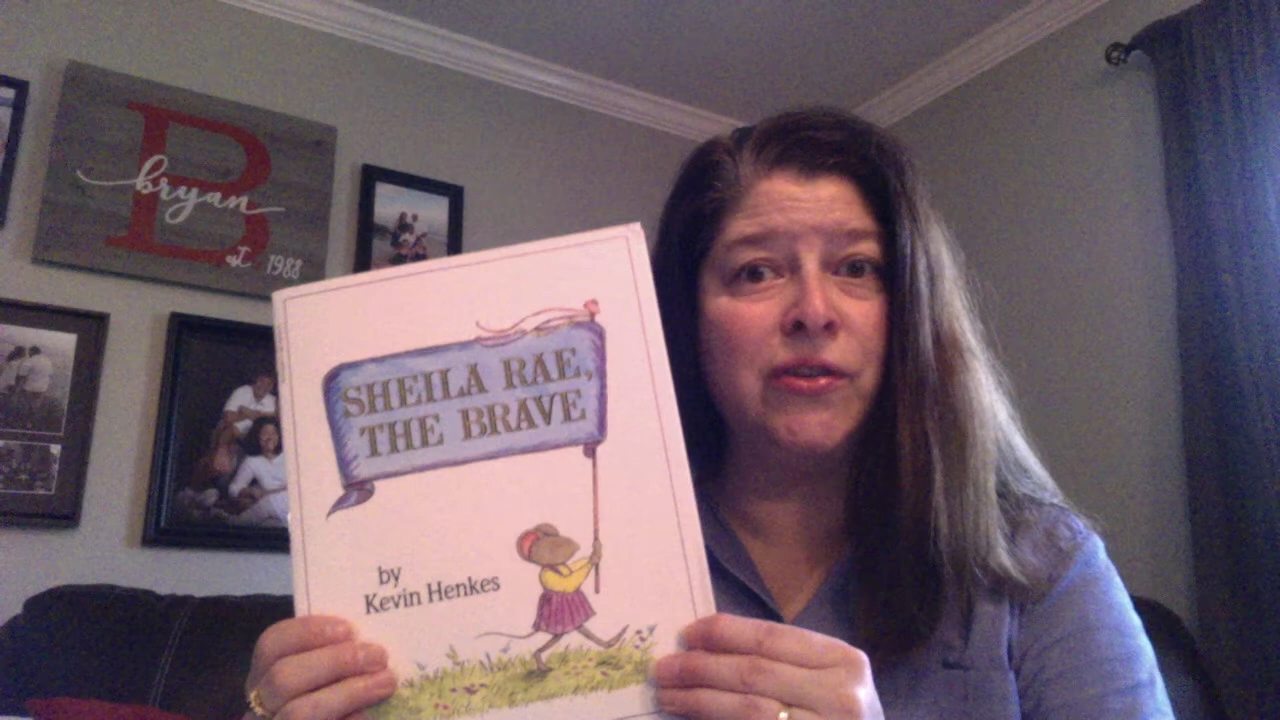 B
bryan
est 1988
SHEILA RAE,
THE BRAVE
by
Kevin Henkes